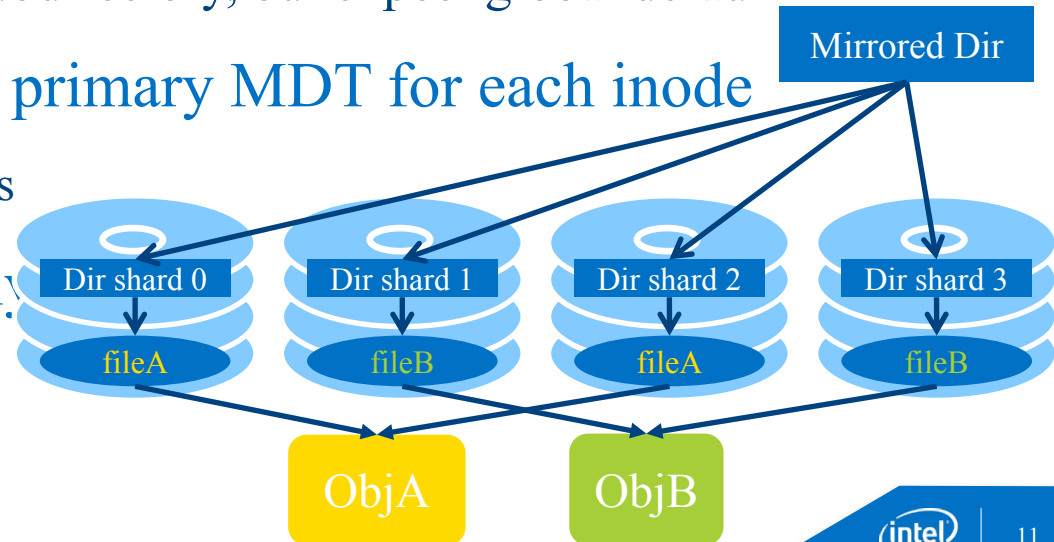 primary MDT for each inode
Mirrored Dir
Dir shard 0
Dir shard 1
Dir shard 2
Dir shard 3
fileA
fileB
fileA
fileB
ObjA
ObjB
intel
11